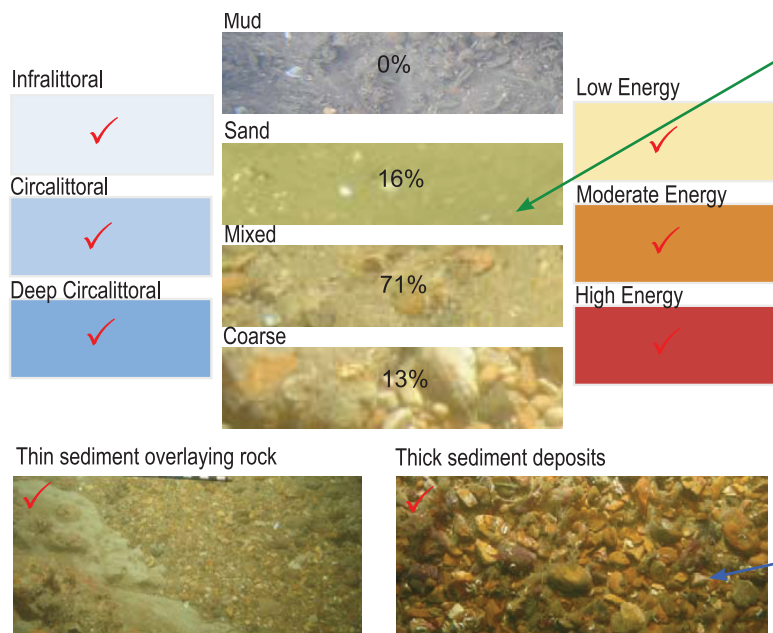 Mud
0%
Infralittoral
Low Energy
Sand
16%
Circalittoral
Moderate Energy
Mixed
71%
Deep Circalittoral
High Energy
Coarse
13%
Thin sediment overlaying rock
Thick sediment deposits